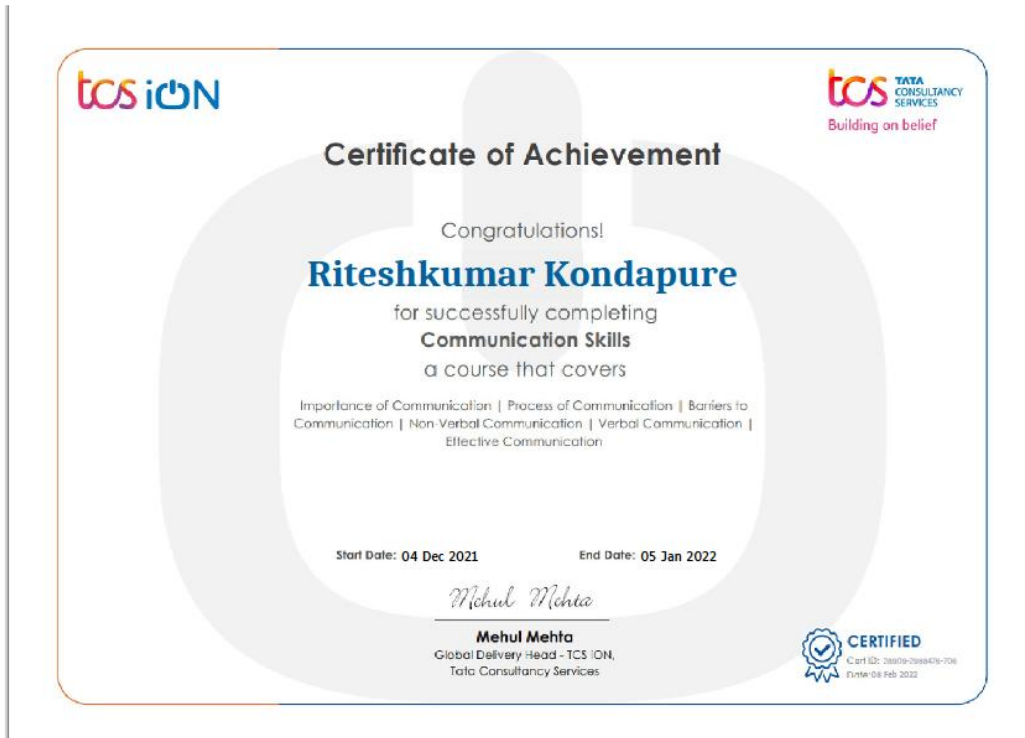 tcs iON
tcs TATA
CONSULTANCY
SERVICES
Building on belief
Certificate of Achievement
Congratulations!
Riteshkumar Kondapure
for successfully completing
Communication Skills
a course that covers
Importance of Communication | Process of Communication | Barriers to
Communication | Non-Verbal Communication | Verbal Communication |
Effective Communication
Start Date: 04 Dec 2021 End Date: 05 Jan 2022
Mehul Mehta
Mehul Mehta
Global Delivery Head - TCS iON,
Tata Consultancy Services
CERTIFIED
Cert ID:
Date: 08 Feb 2022